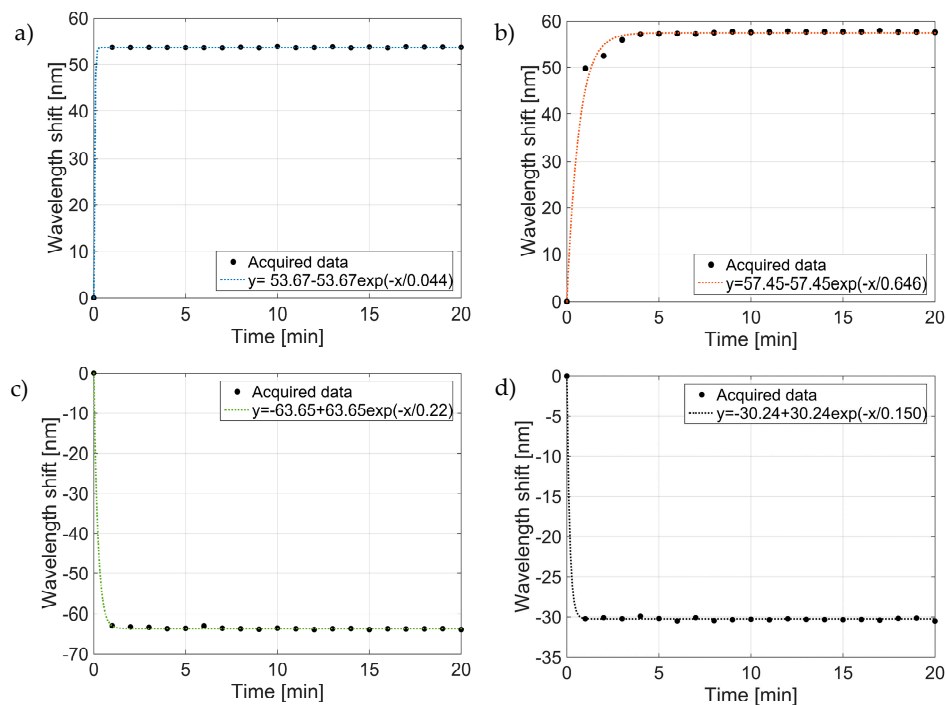 a)
60
50
40
30
20
10
0
Wavelength shift [nm]
Acquired data
y= 53.67-53.67exp(-x/0.044)
0 5 10 15 20
Time [min]
b)
60
50
40
30
20
60
0
Wavelength shift [nm]
Acquired data
y=57.45-57.45exp(-x/0.646)
0 5 10 15 20
Time [min]
c)
0
-10
-20
-30
-40
-50
-60
-70
Wavelength shift [nm]
Acquired data
y=-63.65+63.65exp(-x/0.22)
0 5 10 15 20
Time [min]
d)
0
-5
-10
-15
-20
-25
-30
-35
Wavelength shift [nm]
Acquired data
y=-30.24+30.24exp(-x/0.150)
0 5 10 15 20
Time [min]